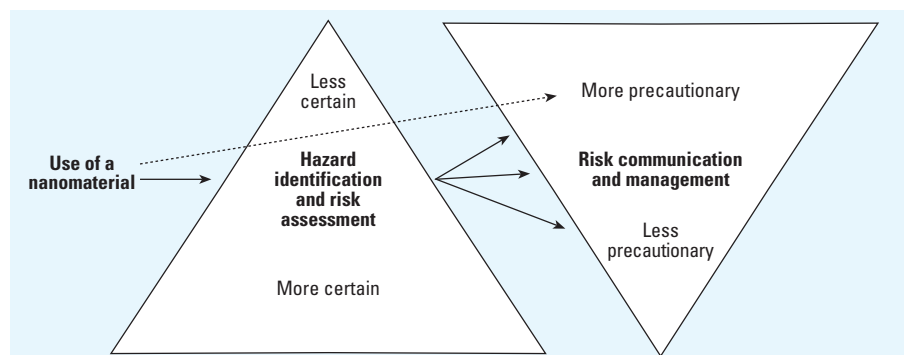 Less
certain
More precautionary
Use of a
nanomaterial
Hazard
identification
and risk
assessment
Risk communication
and management
Less
precautionary
More certain